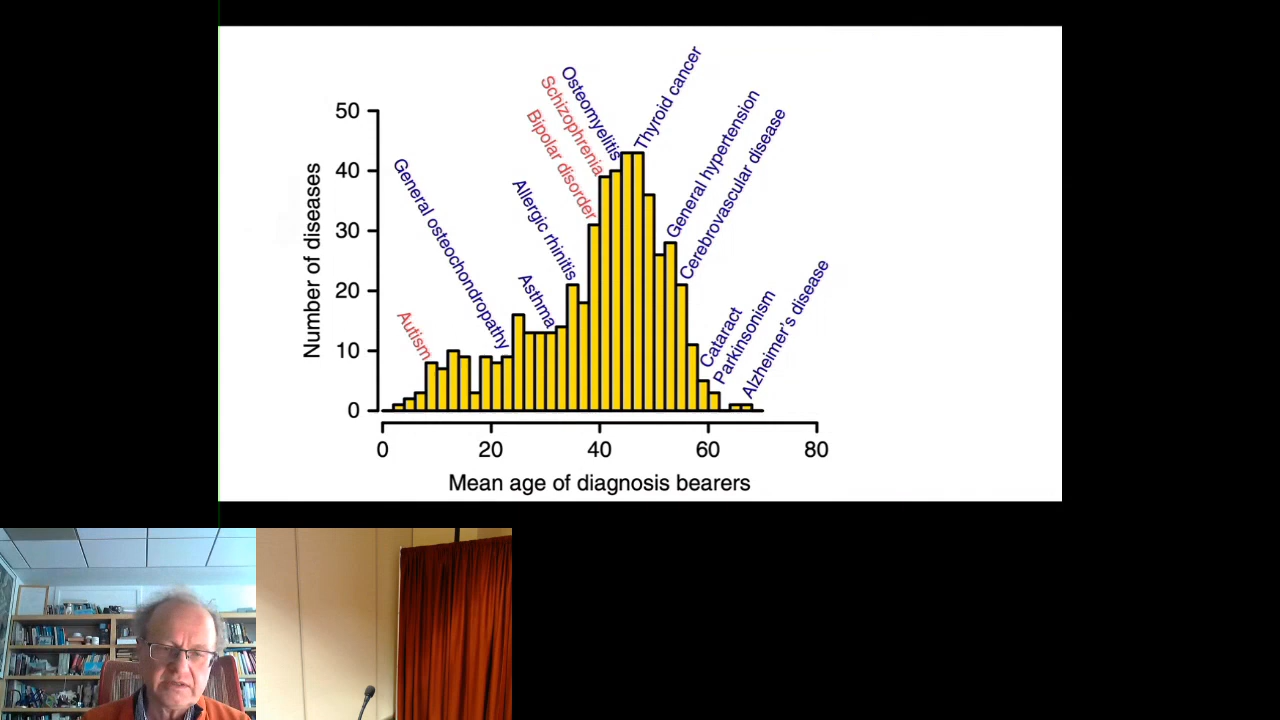 50
40
30
20
10
0
Number of diseases
Autism
General osteochondropathy
Asthma
Allergic rhinitis
Bipolar disorder
Schizophrenia
Osteomyelitis
Thyroid cancer
General hypertension
Cerebrovascular disease
Cataract
Parkinsonism
Alzheimer's disease
0 20 40 60 80
Mean age of diagnosis bearers